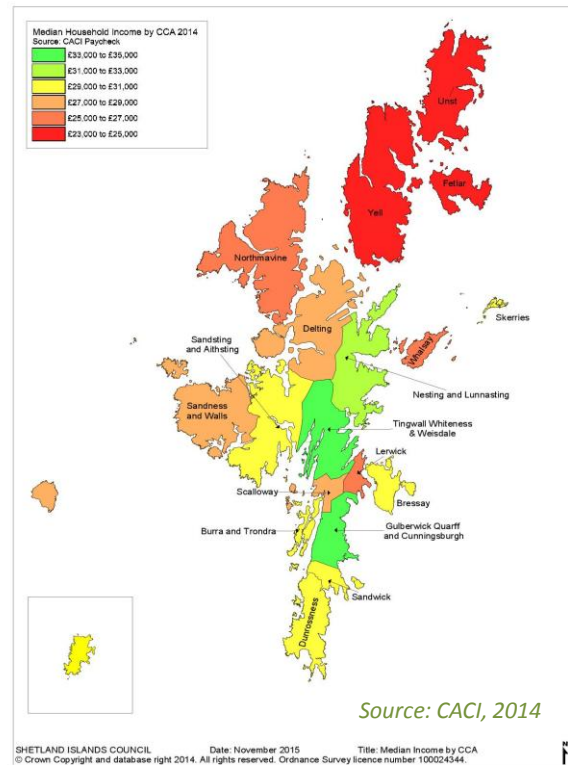 Median Household Income by CCA 2014
Source: CACI Paycheck
£33,000 to £35,000
£31,000 to £33,000
£29,000 to £31,000
£27,000 to £29,000
£25,000 to £27,000
£23,000 to £25,000
Unst
Fetlar
Yell
Northmavine
Skerries
Delting
Sandsting
and Aithsting
Whalsay
Nesting and Lunnasting
Sandness
and Walls
Tingwall Whiteness
& Weisdale
Lerwick
Scalloway
Bressay
Burra and Trondra
Gulberwick Quarff
and Cunningsburgh
Sandwick
Dunrossness
Source: CACI, 2014
SHETLAND ISLANDS COUNCIL Date: November 2015 Title: Median Income by CCA
© Crown Copyright and database right 2014. All rights reserved. Ordnance Survey licence number 100024344.
N